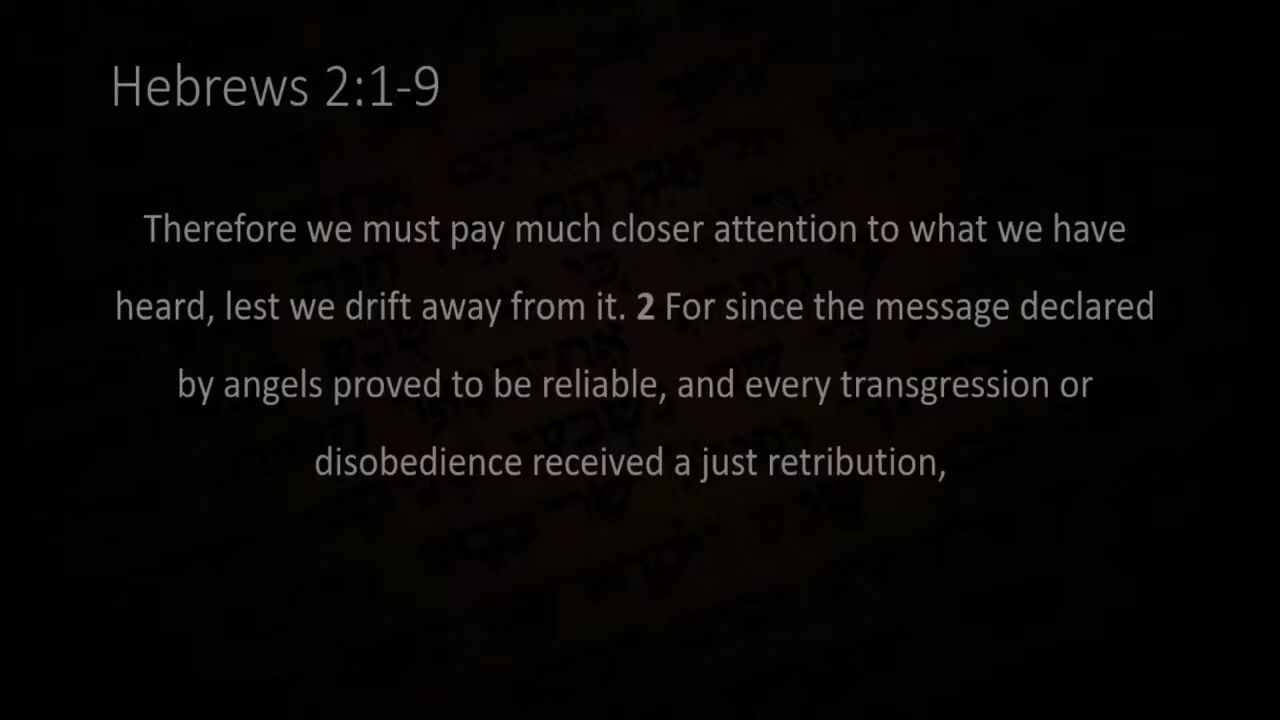 Hebrews 2:1-9
Therefore we must pay much closer attention to what we have
heard, lest we drift away from it. 2 For since the message declared
by angels proved to be reliable, and every transgression or
disobedience received a just retribution,